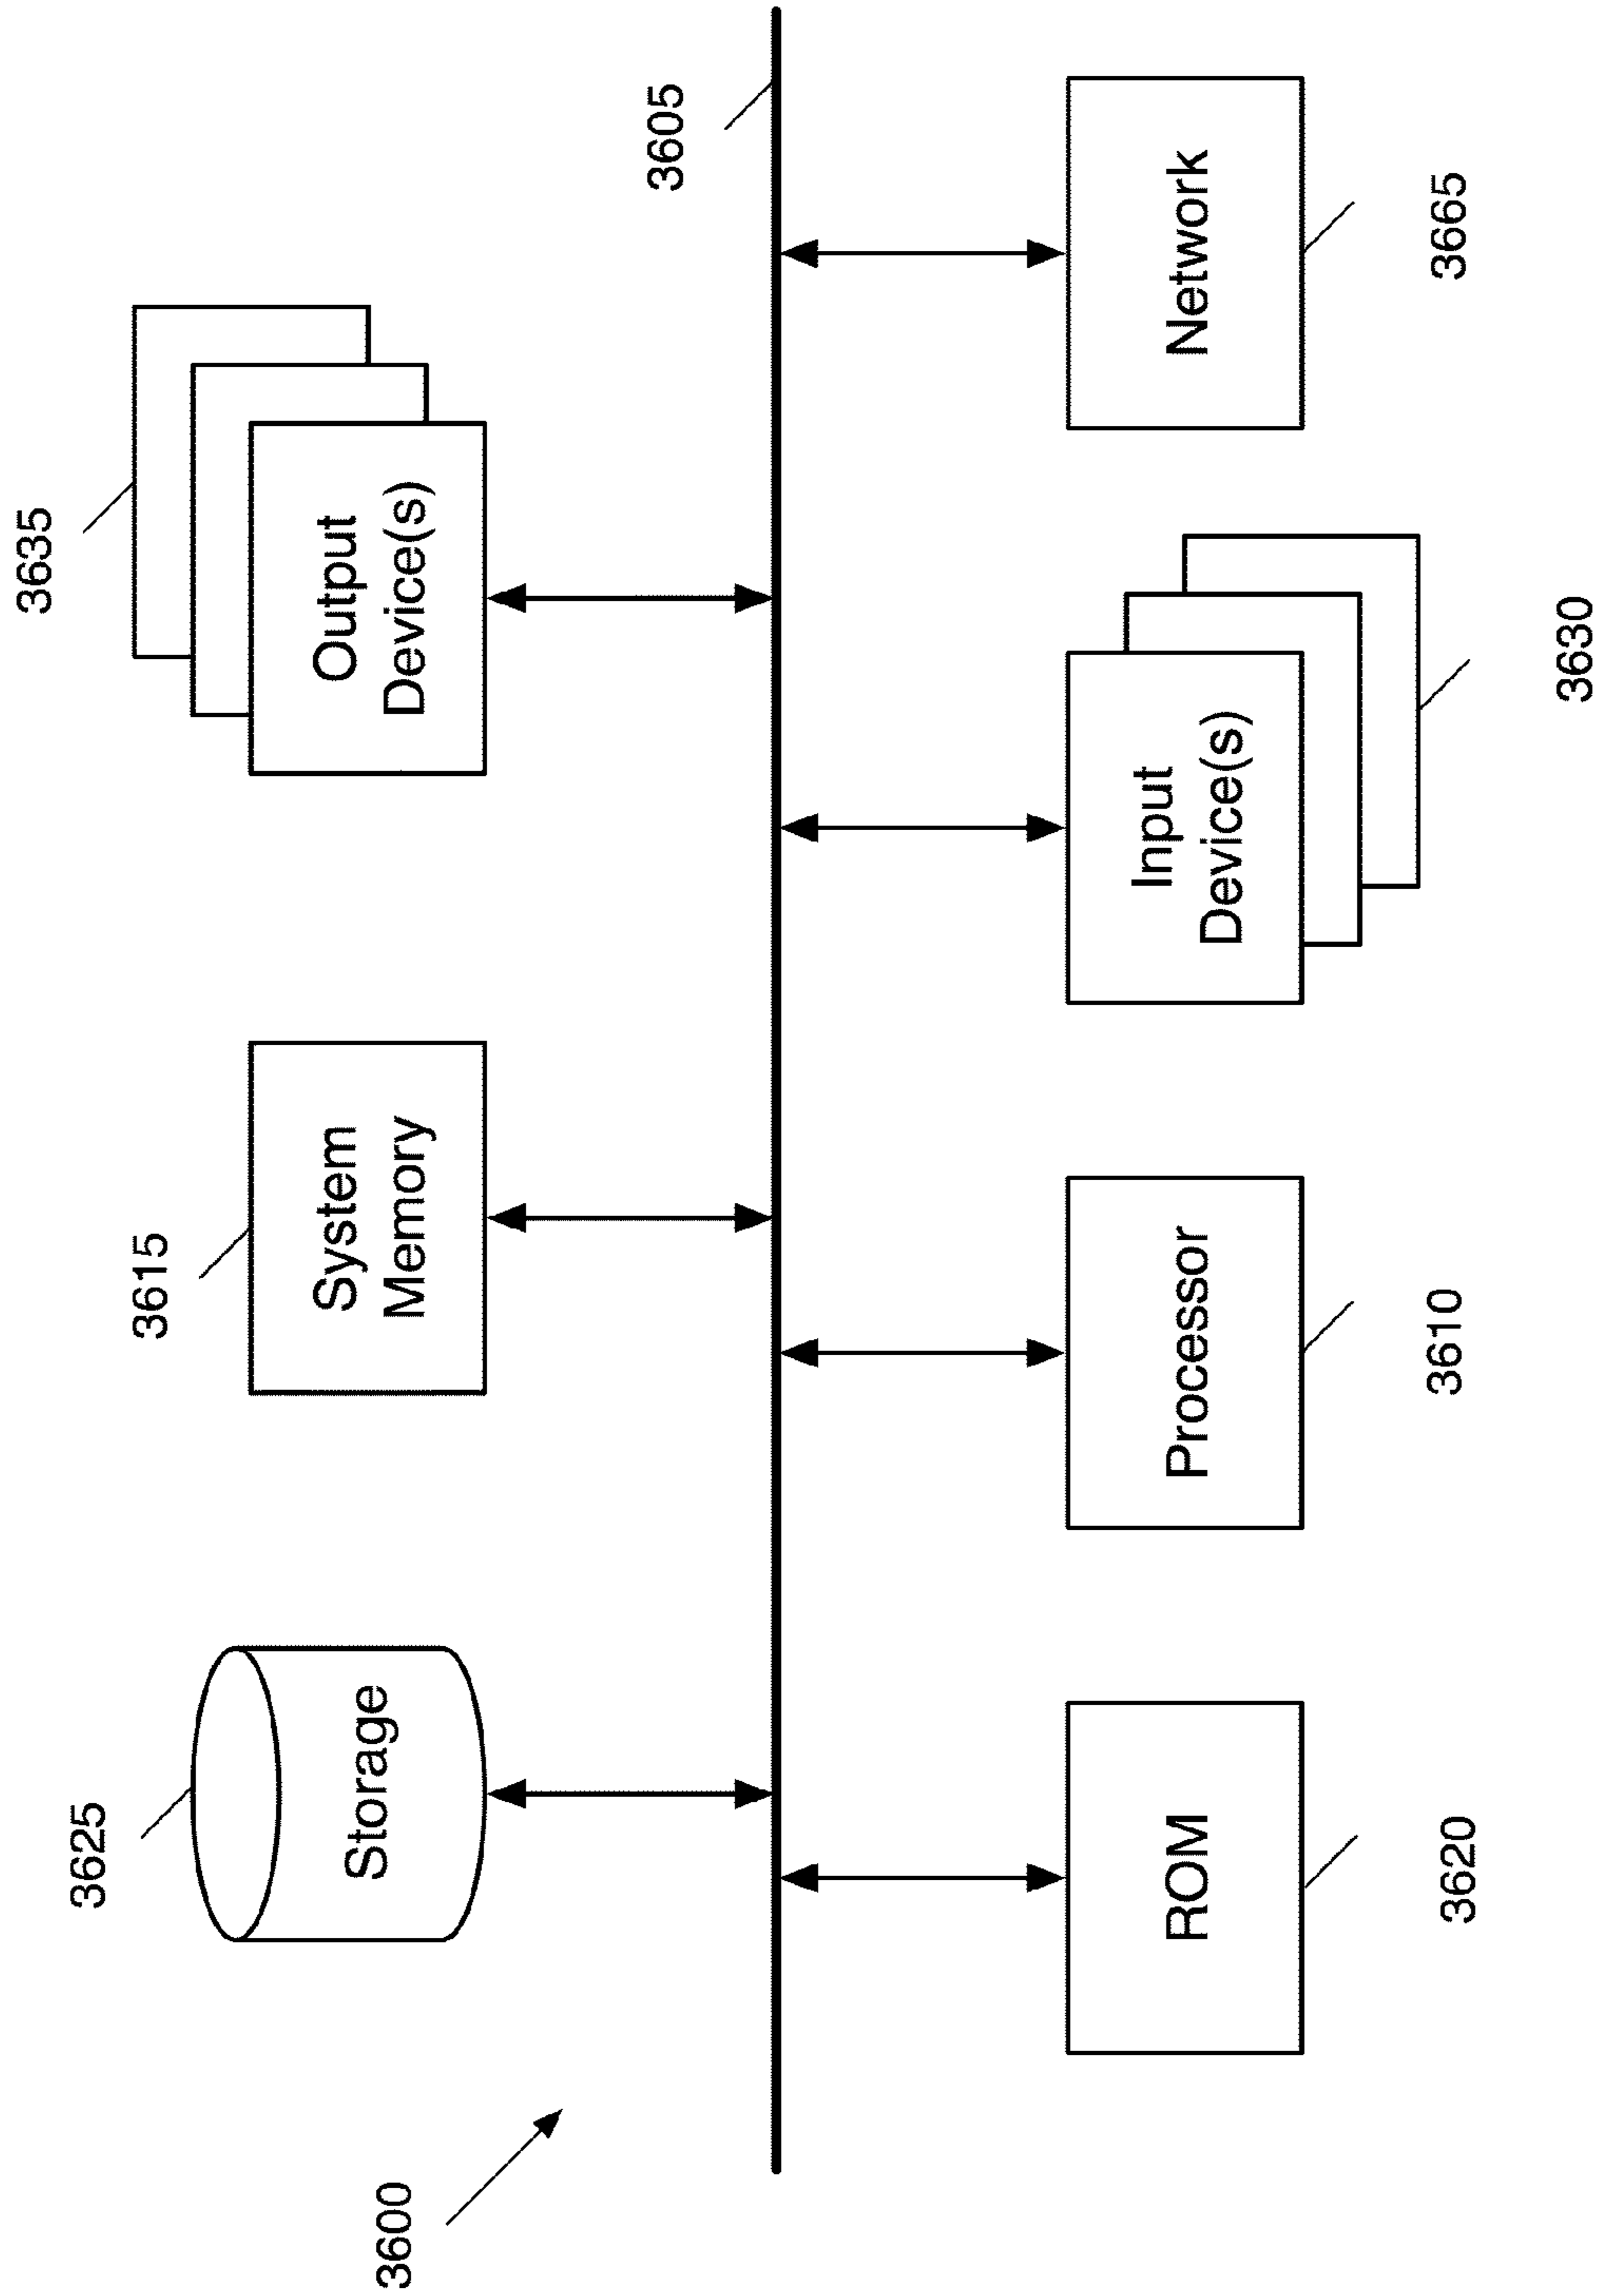 3625
3615
3635
Storage
System
Memory
Output
Device(s)
3600
3605
ROM
Processor
Input
Device(s)
Network
3620
3610
3630
3665